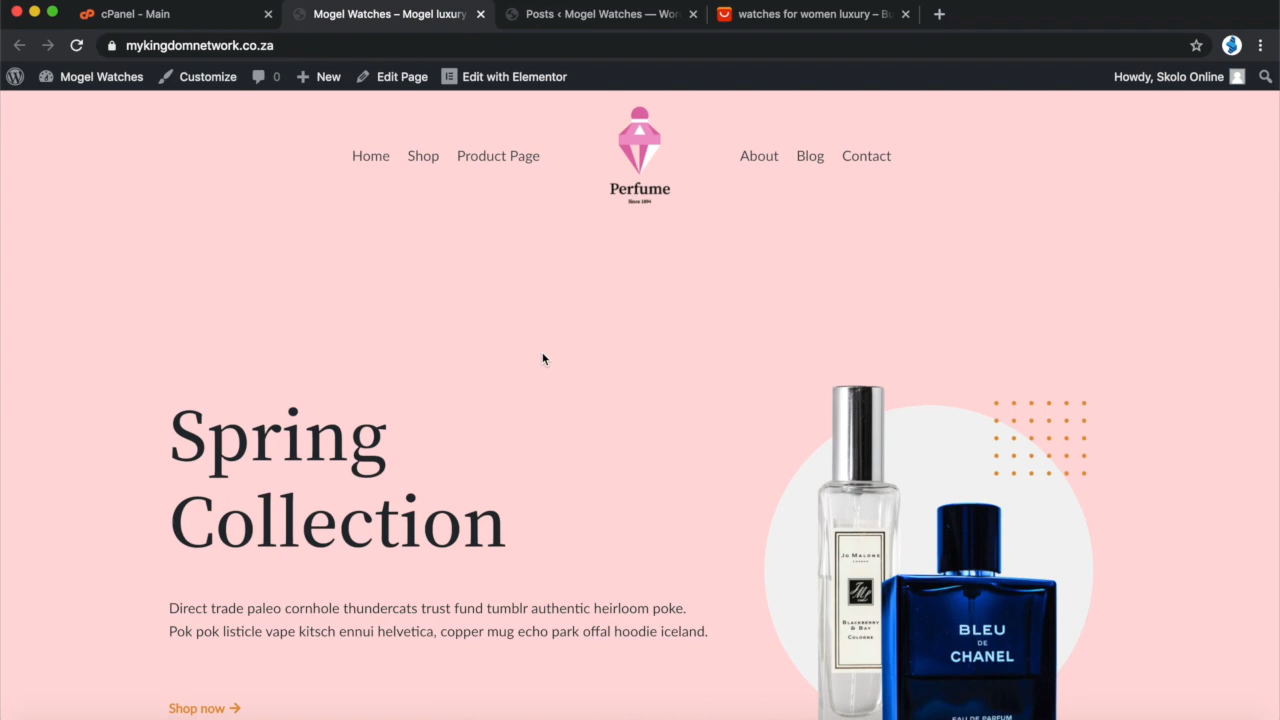 cPanel - Main
Mogel Watches – Mogel luxury
Posts ‹ Mogel Watches — Wor
watches for women luxury – Bu
mykingdomnetwork.co.za
Mogel Watches
Customize
0
New
Edit Page
Edit with Elementor
Howdy, Skolo Online
Home
Shop
Product Page
Perfume
Since 1894
About
Blog
Contact
Spring
Collection
Direct trade paleo cornhole thundercats trust fund tumblr authentic heirloom poke.
Pok pok listicle vape kitsch ennui helvetica, copper mug echo park offal hoodie iceland.
Shop now →
Jo Malone
London
Blackberry
& Bay
Cologne
BLEU
DE
CHANEL
EAU DE PARFUM